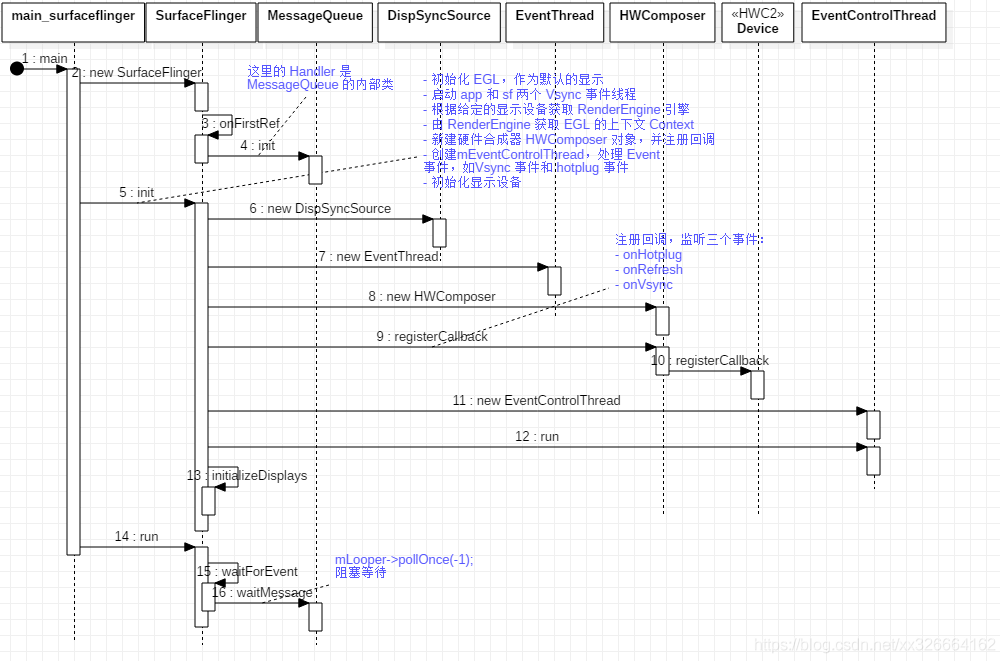 main_surfaceflinger
SurfaceFlinger
MessageQueue
DispSyncSource
EventThread
HWComposer
«HWC2»
Device
EventControlThread
1 : main
2 : new SurfaceFlinger
这里的 Handler 是
MessageQueue 的内部类
- 初始化 EGL，作为默认的显示
- 启动 app 和 sf 两个 Vsync 事件线程
- 根据给定的显示设备获取 RenderEngine 引擎
- 由 RenderEngine 获取 EGL 的上下文 Context
- 新建硬件合成器 HWComposer 对象，并注册回调
- 创建mEventControlThread，处理 Event
事件，如Vsync 事件和 hotplug 事件
- 初始化显示设备
3 : onFirstRef
4 : init
5 : init
6 : new DispSyncSource
7 : new EventThread
注册回调，监听三个事件：
- onHotplug
- onRefresh
- onVsync
8 : new HWComposer
9 : registerCallback
10 : registerCallback
11 : new EventControlThread
12 : run
13 : initializeDisplays
14 : run
15 : waitForEvent
mLooper->pollOnce(-1);
阻塞等待
16 : waitMessage
https://blog.csdn.net/xx326664162